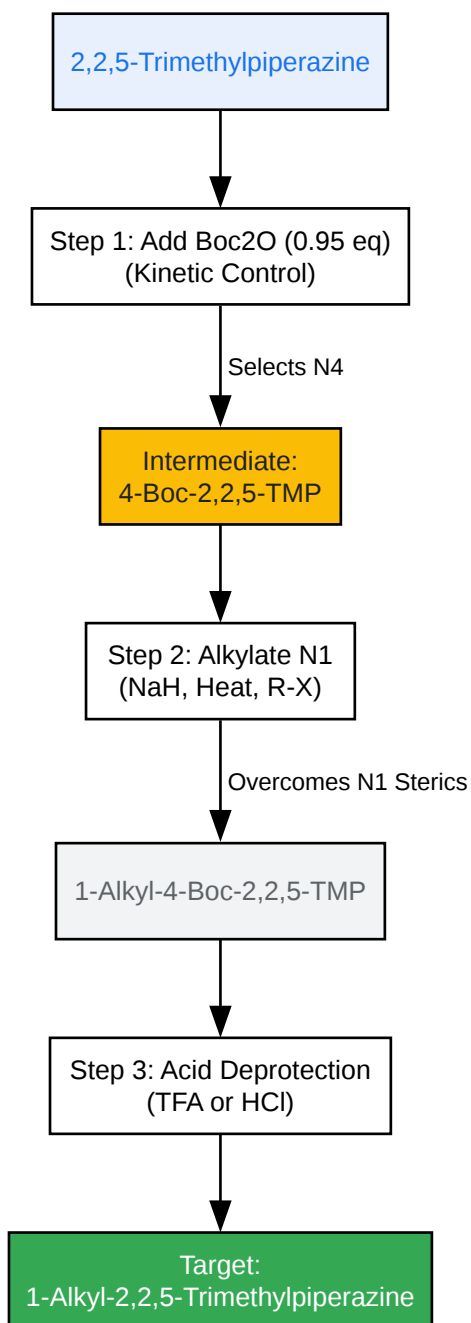 2,2,5-Trimethylpiperazine
Step 1: Add Boc2O (0.95 eq)
(Kinetic Control)
Selects N4
Intermediate:
4-Boc-2,2,5-TMP
Step 2: Alkylate N1
(NaH, Heat, R-X)
Overcomes N1 Sterics
1-Alkyl-4-Boc-2,2,5-TMP
Step 3: Acid Deprotection
(TFA or HCl)
Target:
1-Alkyl-2,2,5-Trimethylpiperazine